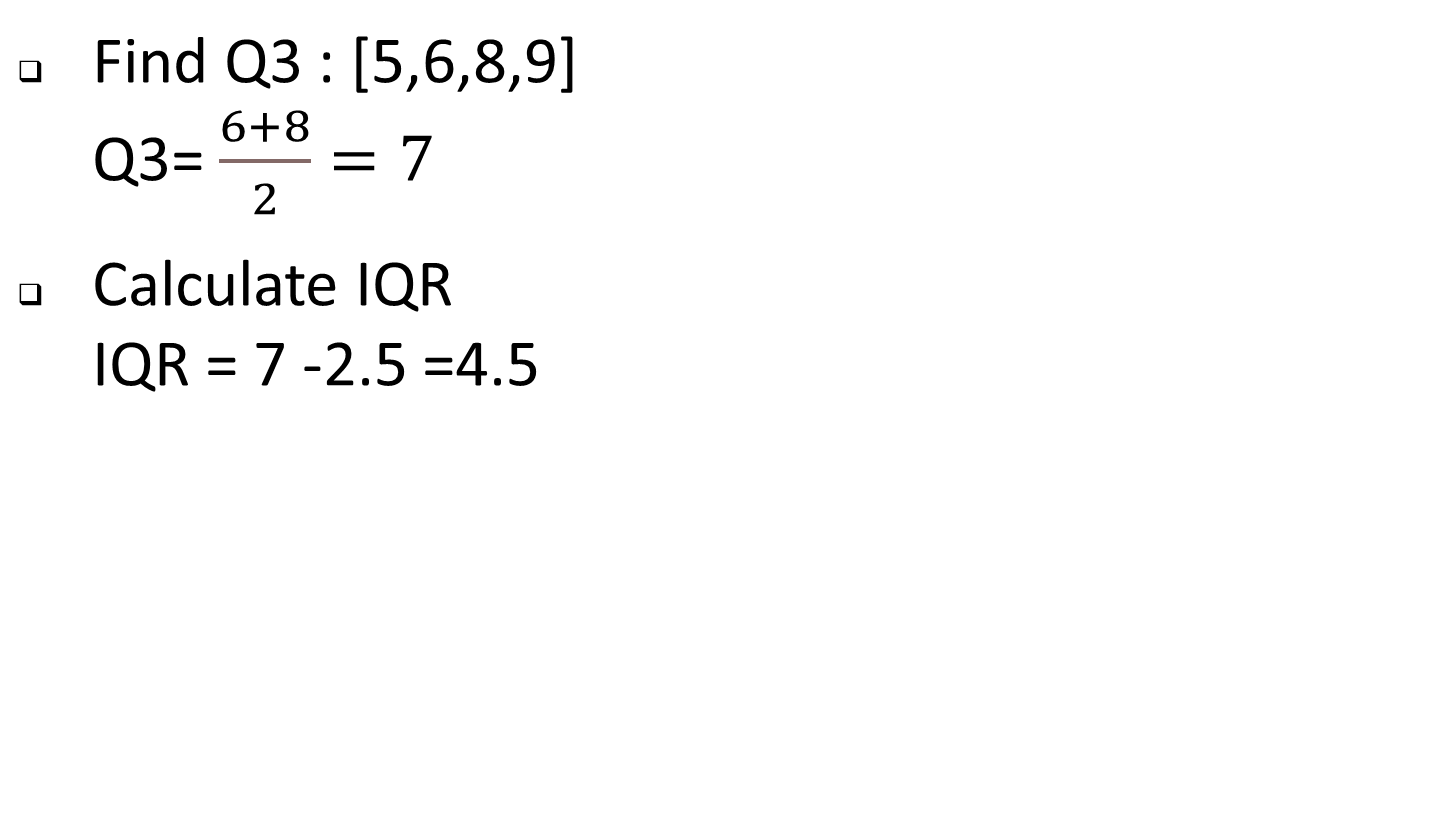 ❑ Find Q3 : [5,6,8,9]
Q3= \frac{6+8}{2} = 7
❑ Calculate IQR
IQR = 7 -2.5 =4.5